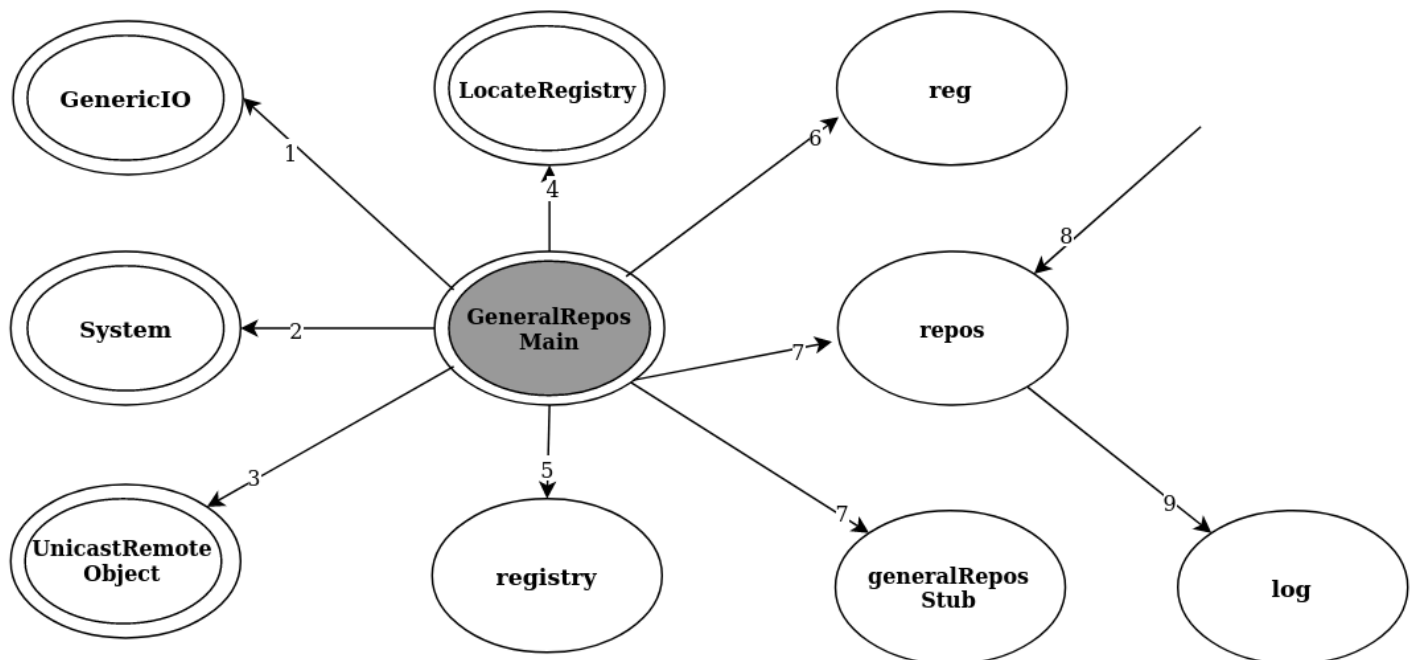 GenericIO
LocateRegistry
reg
1
4
6
8
System
2
GeneralRepos
Main
7
repos
3
5
7
9
UnicastRemote
Object
registry
generalRepos
Stub
log